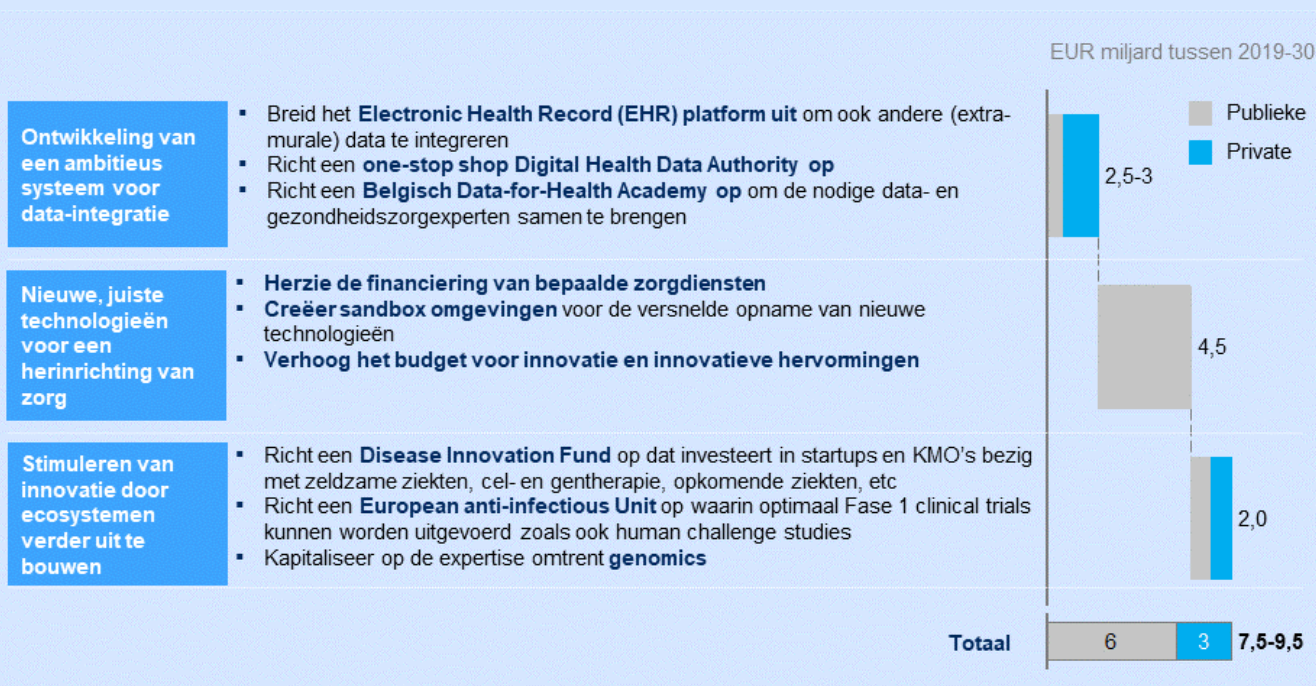 EUR miljard tussen 2019-30
Publieke
Private
Ontwikkeling van
een ambitieus
systeem voor
data-integratie
▪ Breid het Electronic Health Record (EHR) platform uit om ook andere (extra-
murale) data te integreren
▪ Richt een one-stop shop Digital Health Data Authority op
▪ Richt een Belgisch Data-for-Health Academy op om de nodige data- en
gezondheidszorgexperten samen te brengen
2,5-3
Nieuwe, juiste
technologieën
voor een
herinrichting van
zorg
▪ Herzie de financiering van bepaalde zorgdiensten
▪ Creëer sandbox omgevingen voor de versnelde opname van nieuwe
technologieën
▪ Verhoog het budget voor innovatie en innovatieve hervormingen
4,5
Stimuleren van
innovatie door
ecosystemen
verder uit te
bouwen
▪ Richt een Disease Innovation Fund op dat investeert in startups en KMO's bezig
met zeldzame ziekten, cel- en gentherapie, opkomende ziekten, etc
▪ Richt een European anti-infectious Unit op waarin optimaal Fase 1 clinical trials
kunnen worden uitgevoerd zoals ook human challenge studies
▪ Kapitaliseer op de expertise omtrent genomics
2,0
Totaal 6 3 7,5-9,5